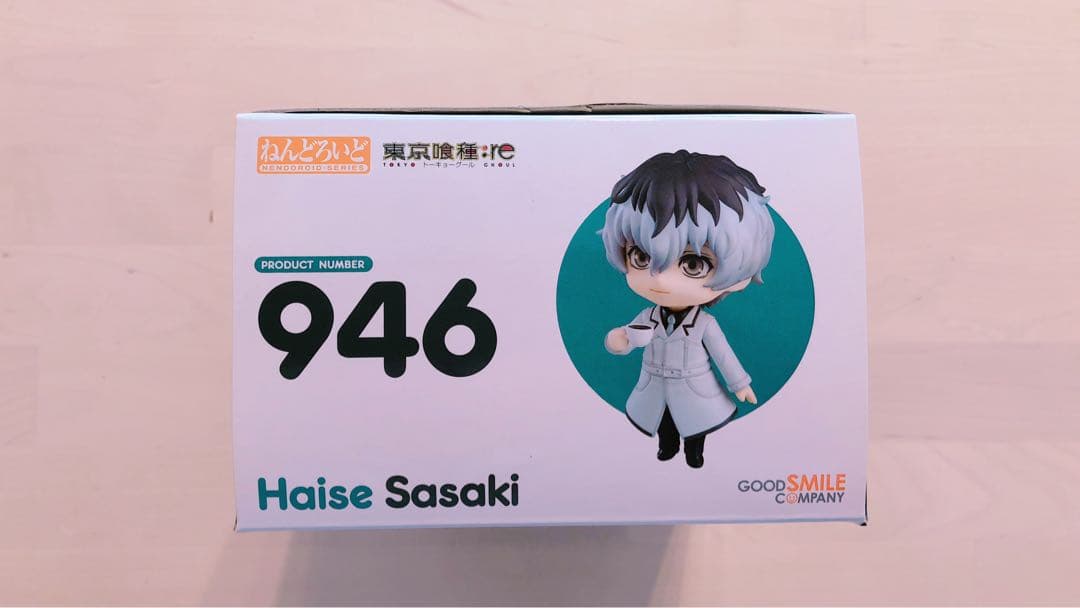 ねんどろいど
NENDOROID-SERIES
東京喰種:re
TOKYO トーキョーグール GHOUL
PRODUCT NUMBER
946
Haise Sasaki
GOOD SMILE
COMPANY